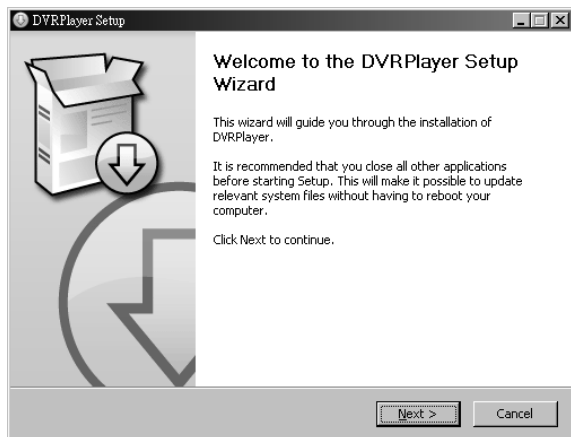 DVRPlayer Setup
Welcome to the DVRPlayer Setup
Wizard
This wizard will guide you through the installation of
DVRPlayer.
It is recommended that you close all other applications
before starting Setup. This will make it possible to update
relevant system files without having to reboot your
computer.
Click Next to continue.
Next >
Cancel